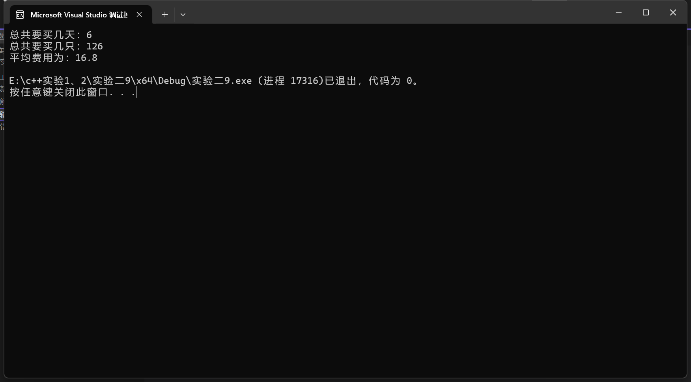 Microsoft Visual Studio 调试控
总共要买几天: 6
总共要买几只: 126
平均费用为: 16.8
E:\c++实验1、2\实验二9\x64\Debug\实验二9.exe (进程 17316)已退出，代码为 0。
按任意键关闭此窗口. . .